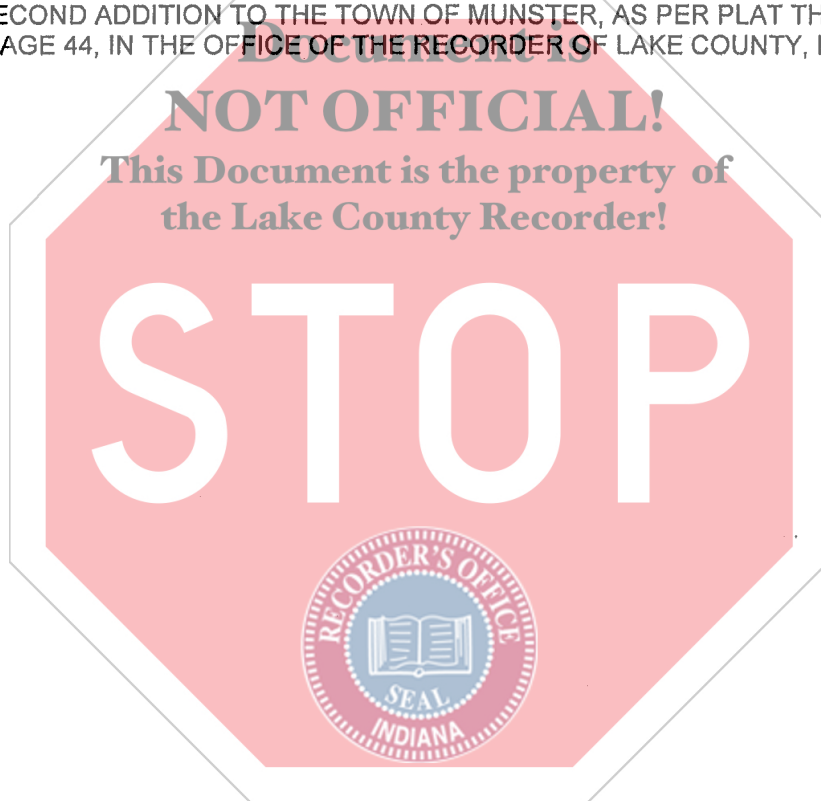 ECOND ADDITION TO THE TOWN OF MUNSTER, AS PER PLAT TH
AGE 44, IN THE OFFICE OF THE RECORDER OF LAKE COUNTY, I
Document is
NOT OFFICIAL!
This Document is the property of
the Lake County Recorder!
STOP
RECORDER'S OFFICE
SEAL
INDIANA